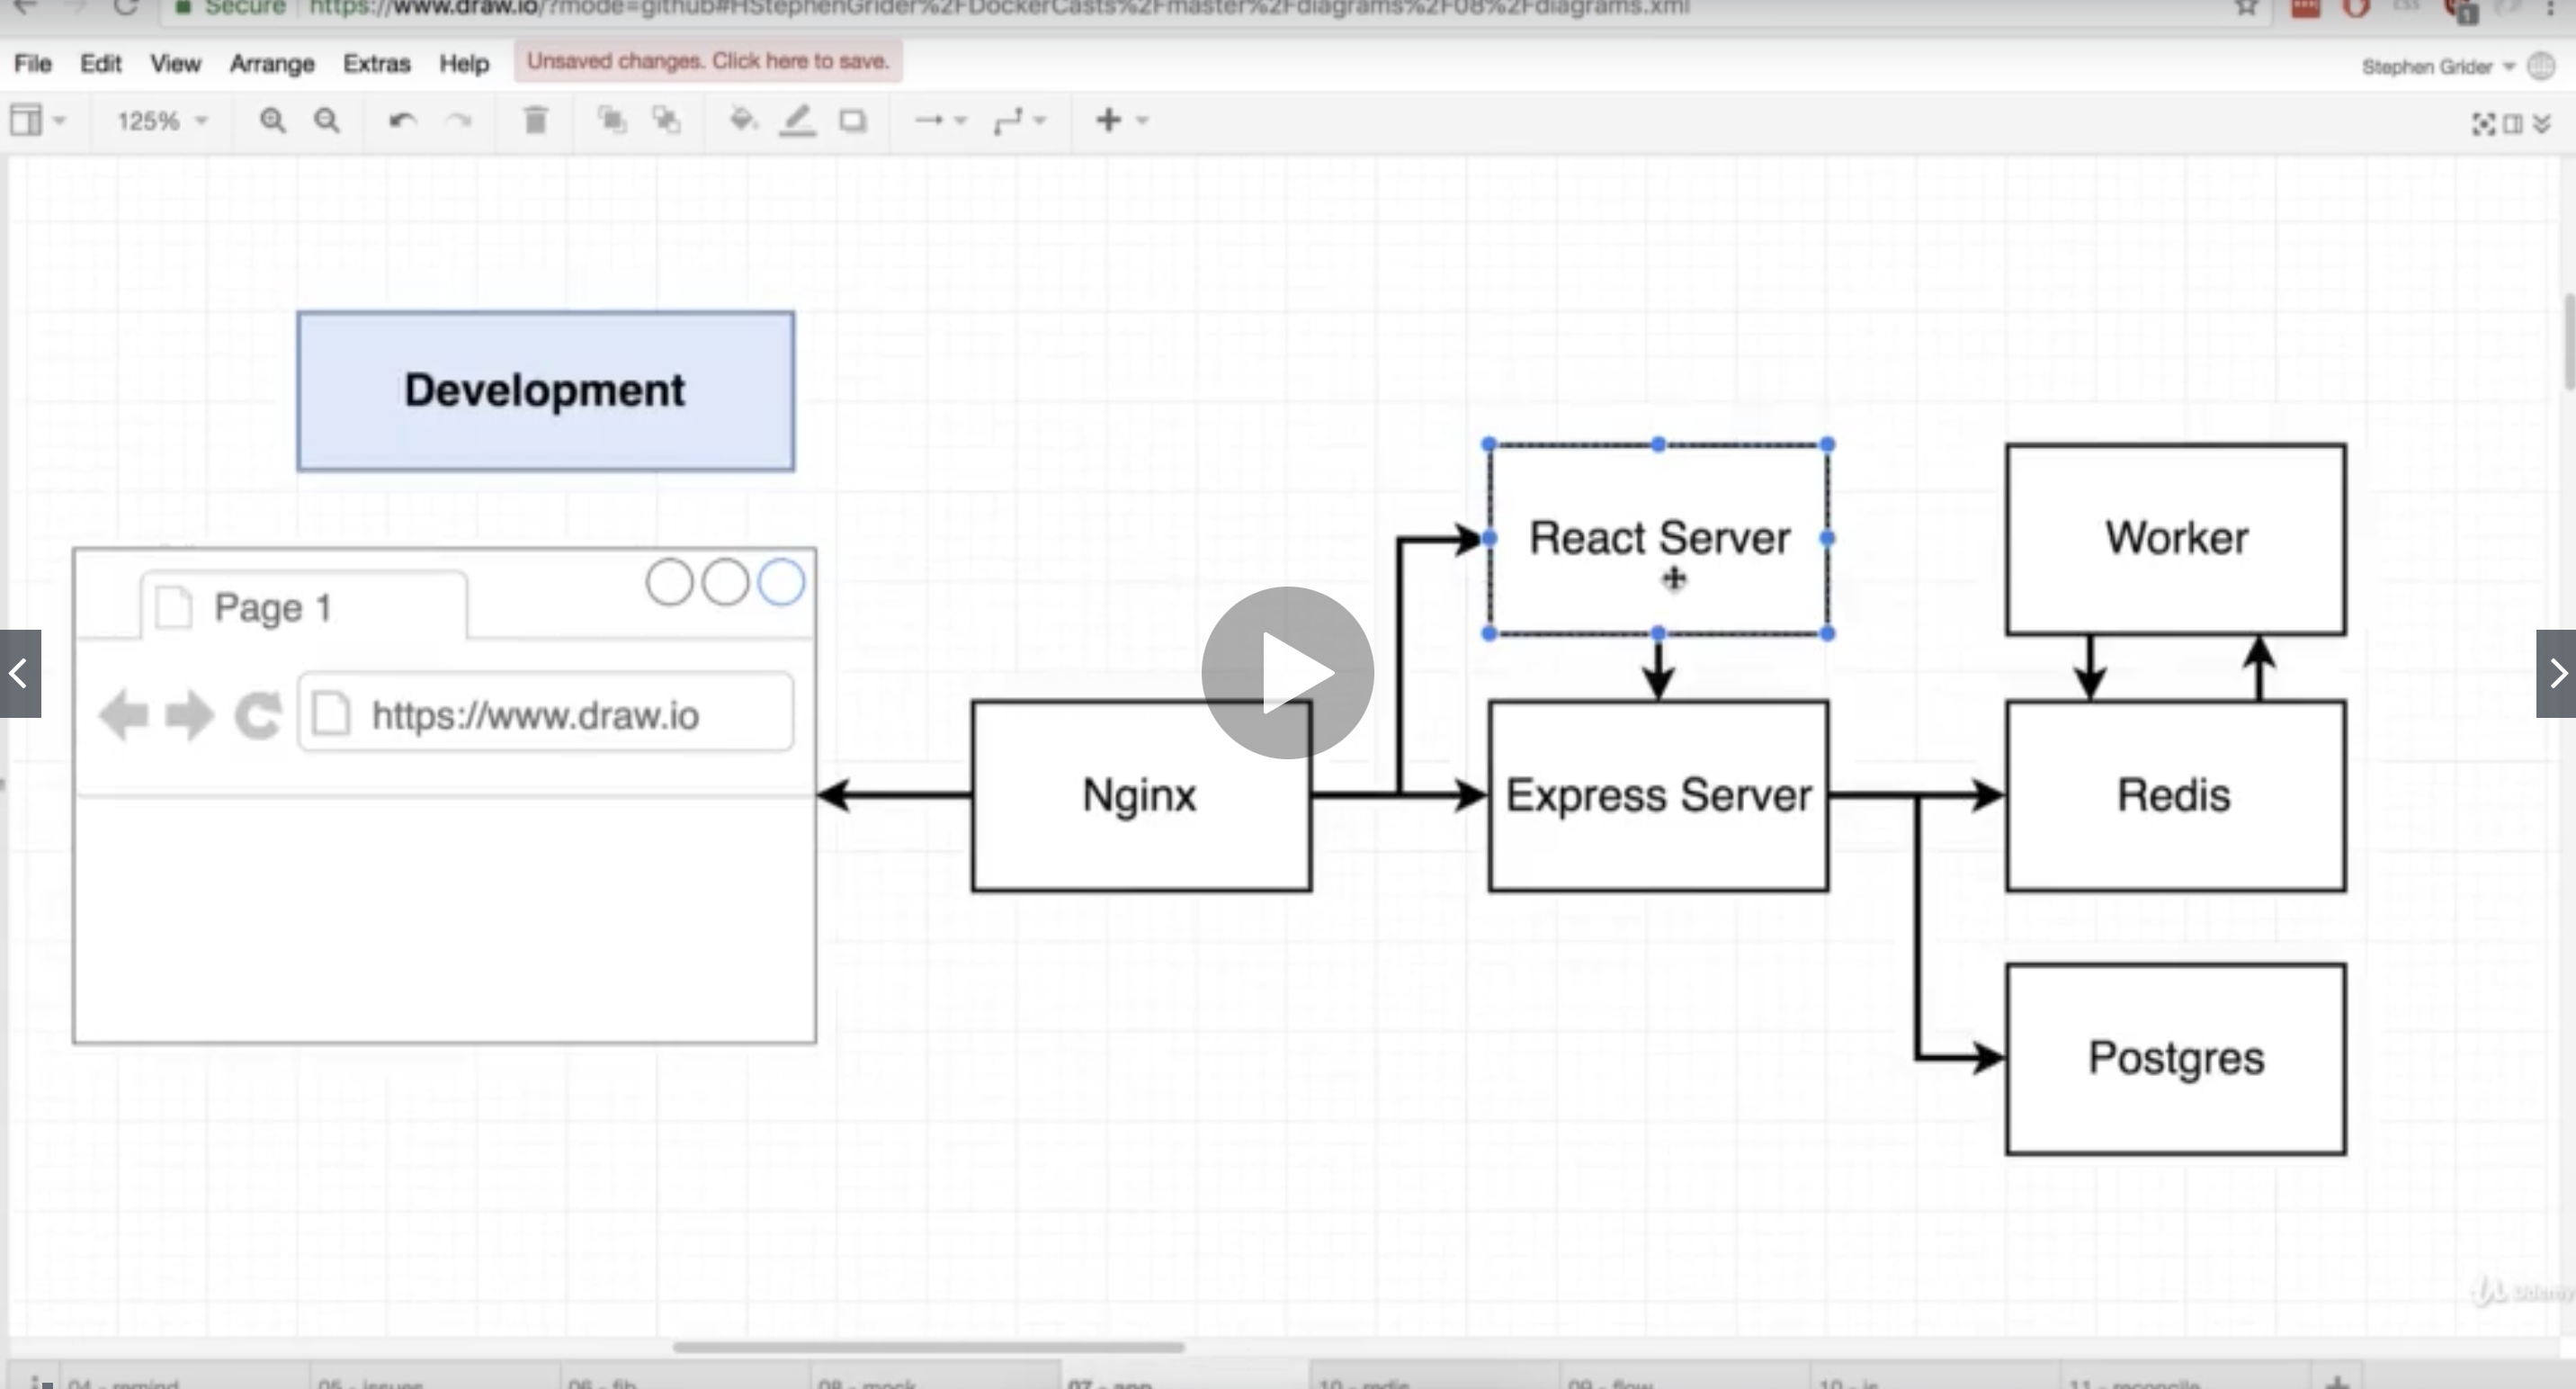 Secure https://www.draw.io/?mode=github#HStephenGrider%2FDockerCasts%2Fmaster%2Fdiagrams%2F08%2Fdiagrams.xml
File Edit View Arrange Extras Help Unsaved changes. Click here to save. Stephen Grider
125%
Development
Page 1
https://www.draw.io
React Server
Worker
Nginx
Express Server
Redis
Postgres
Udemy
04 - remind 05 - issues 06 - fib 08 - mock 07 - app 10 - redis 09 - flow 10 - js 11 - reconcile